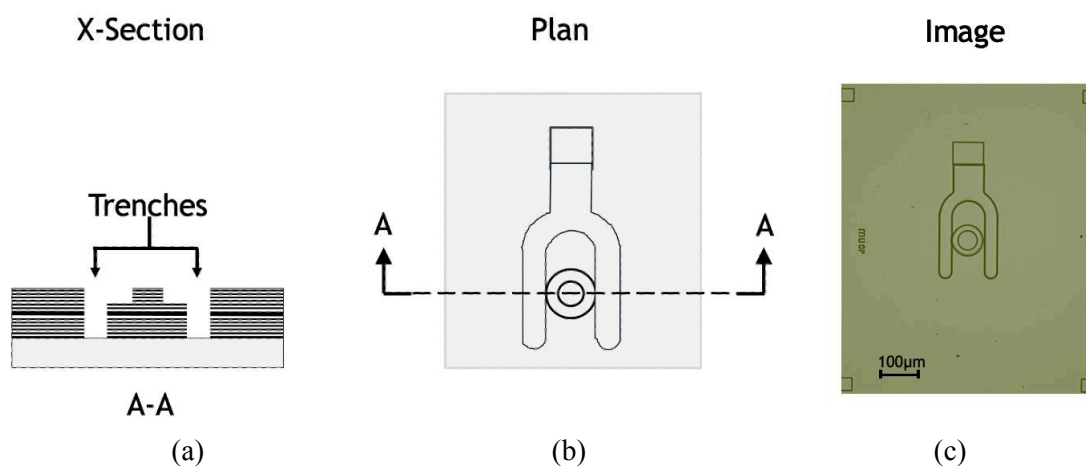 X-Section
Plan
Image
Trenches
A
A
A-A
100μm
(a)
(b)
(c)